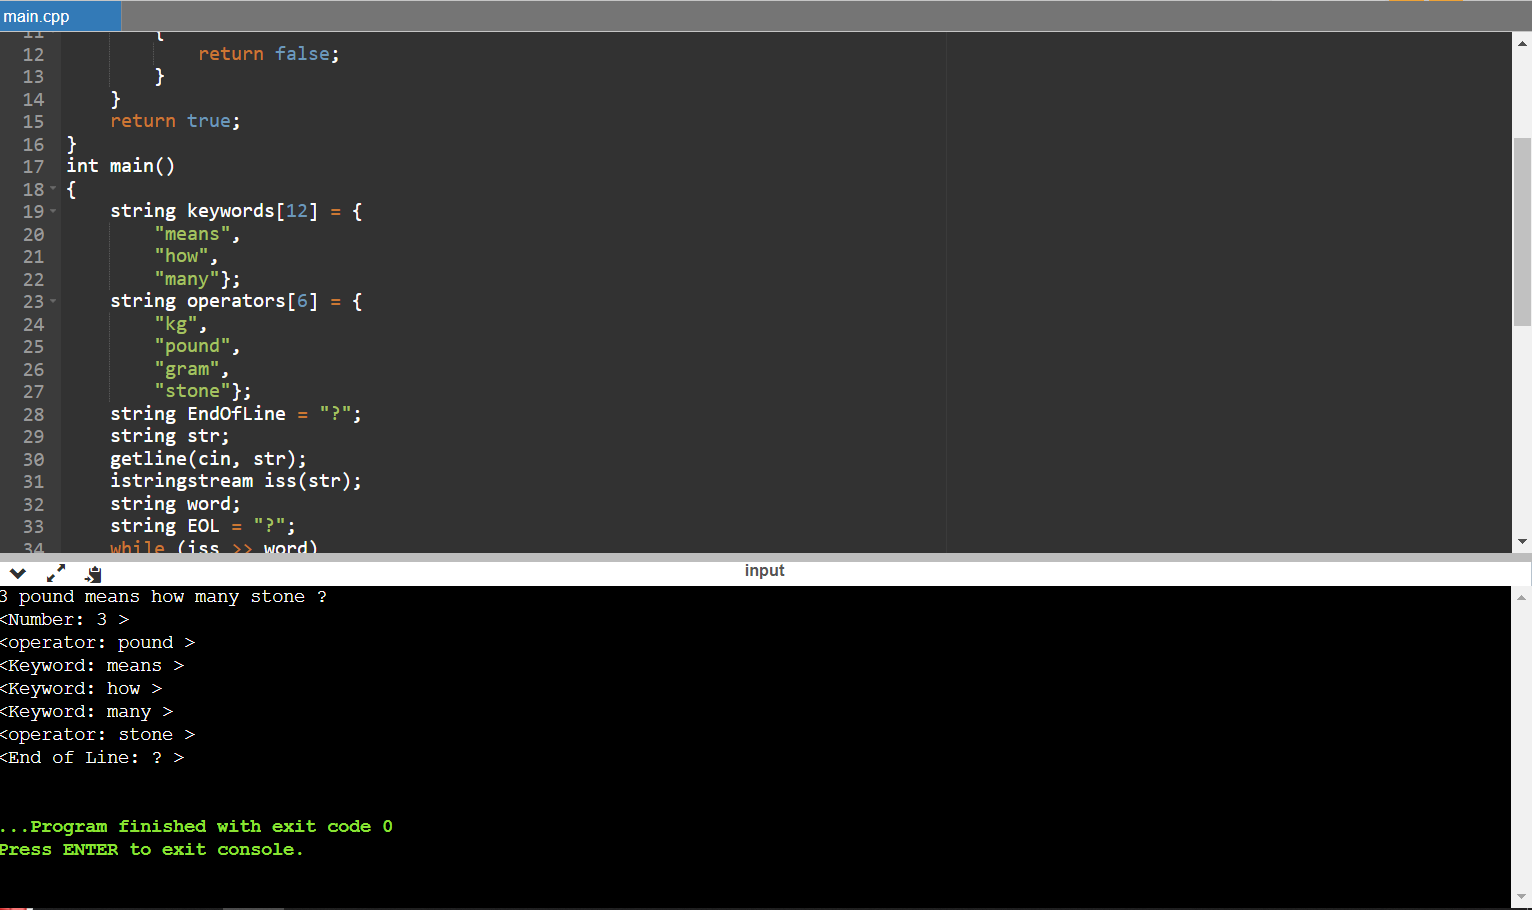 main.cpp
11 {
12 return false;
13 }
14 }
15 return true;
16 }
17 int main()
18 {
19 string keywords[12] = {
20 "means",
21 "how",
22 "many"};
23 string operators[6] = {
24 "kg",
25 "pound",
26 "gram",
27 "stone"};
28 string EndOfLine = "?";
29 string str;
30 getline(cin, str);
31 istringstream iss(str);
32 string word;
33 string EOL = "?";
34 while (iss >> word)
input
3 pound means how many stone ?
<Number: 3 >
<operator: pound >
<Keyword: means >
<Keyword: how >
<Keyword: many >
<operator: stone >
<End of Line: ? >
...Program finished with exit code 0
Press ENTER to exit console.